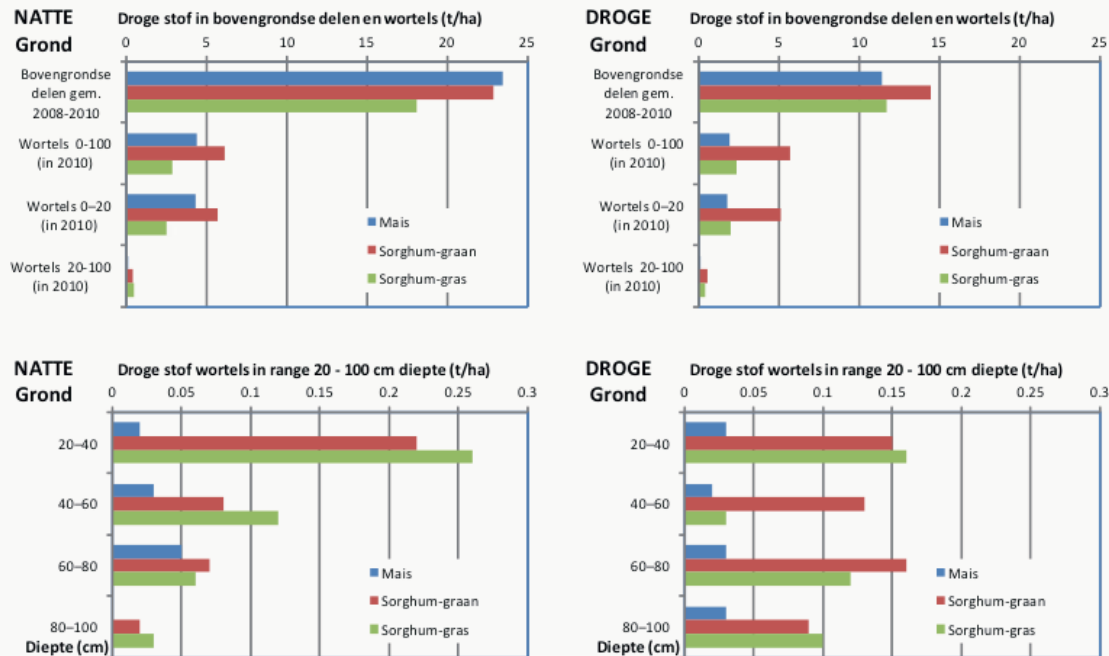 NATTE Grond
Droge stof in bovengrondse delen en wortels (t/ha)
0 5 10 15 20 25
Bovengrondse
delen gem.
2008-2010
Wortels 0-100
(in 2010)
Wortels 0–20
(in 2010)
Wortels 20-100
(in 2010)
Mais
Sorghum-graan
Sorghum-gras
DROGE Grond
Droge stof in bovengrondse delen en wortels (t/ha)
0 5 10 15 20 25
Bovengrondse
delen gem.
2008-2010
Wortels 0-100
(in 2010)
Wortels 0–20
(in 2010)
Wortels 20-100
(in 2010)
Mais
Sorghum-graan
Sorghum-gras
NATTE Grond
Droge stof wortels in range 20 - 100 cm diepte (t/ha)
0 0.05 0.1 0.15 0.2 0.25 0.3
20–40
40–60
60–80
80–100
Diepte (cm)
Mais
Sorghum-graan
Sorghum-gras
DROGE Grond
Droge stof wortels in range 20 - 100 cm diepte (t/ha)
0 0.05 0.1 0.15 0.2 0.25 0.3
20–40
40–60
60–80
80–100
Diepte (cm)
Mais
Sorghum-graan
Sorghum-gras